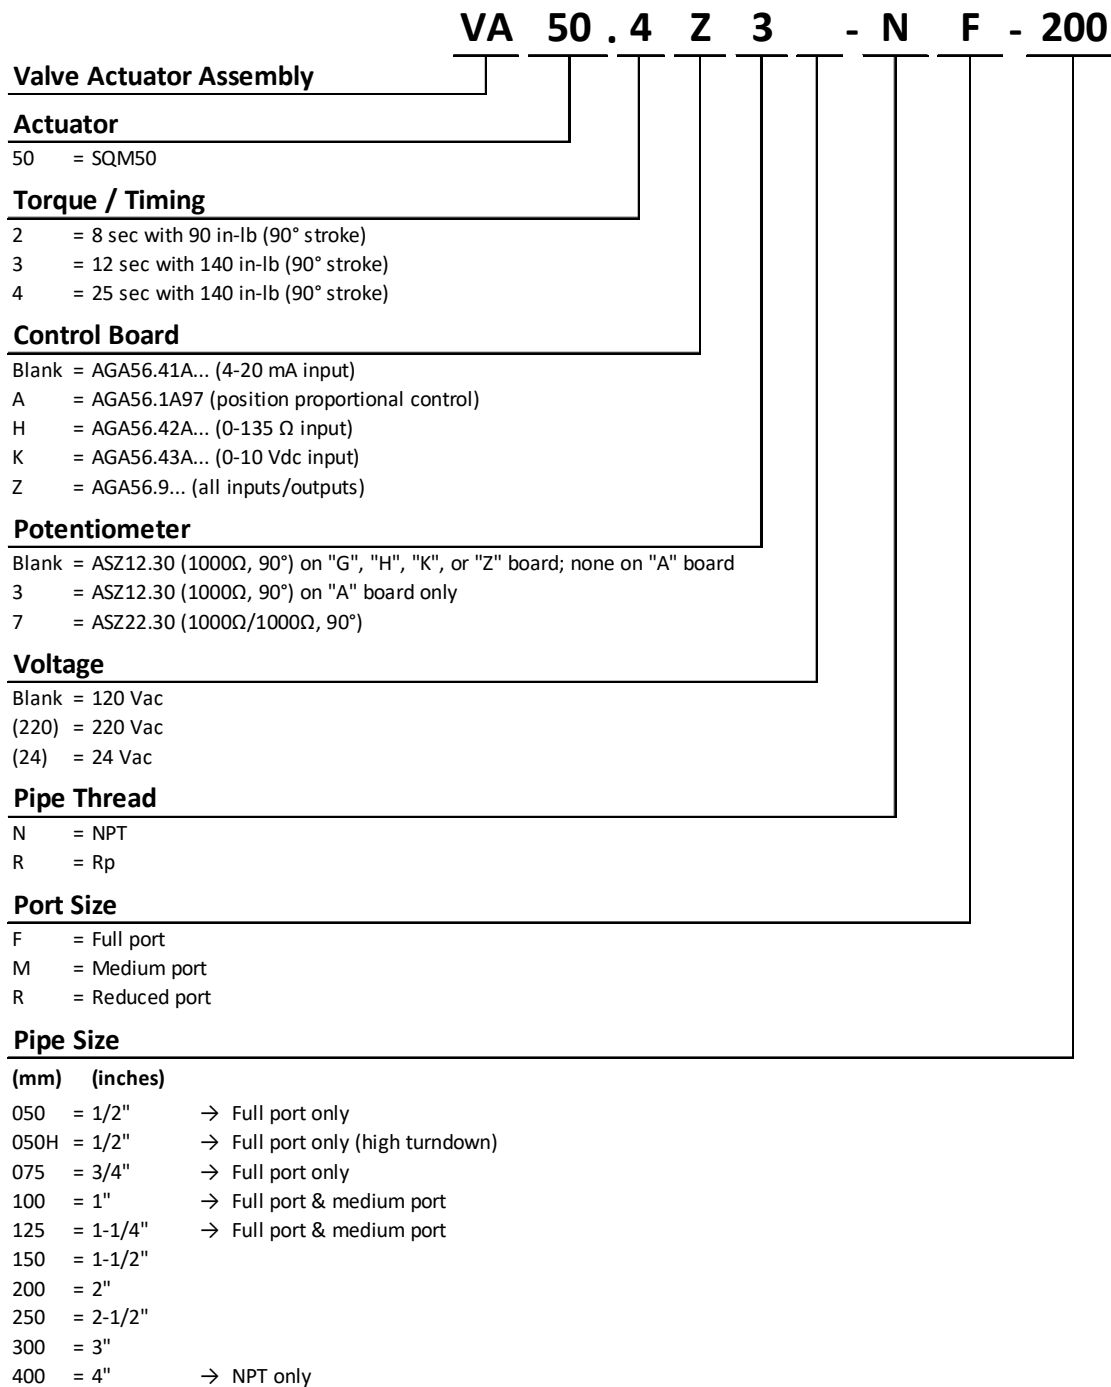 VA 50 . 4 Z 3 - N F - 200
Valve Actuator Assembly
Actuator
50 = SQM50
Torque / Timing
2 = 8 sec with 90 in-lb (90° stroke)
3 = 12 sec with 140 in-lb (90° stroke)
4 = 25 sec with 140 in-lb (90° stroke)
Control Board
Blank = AGA56.41A... (4-20 mA input)
A = AGA56.1A97 (position proportional control)
H = AGA56.42A... (0-135 Ω input)
K = AGA56.43A... (0-10 Vdc input)
Z = AGA56.9... (all inputs/outputs)
Potentiometer
Blank = ASZ12.30 (1000Ω, 90°) on "G", "H", "K", or "Z" board; none on "A" board
3 = ASZ12.30 (1000Ω, 90°) on "A" board only
7 = ASZ22.30 (1000Ω/1000Ω, 90°)
Voltage
Blank = 120 Vac
(220) = 220 Vac
(24) = 24 Vac
Pipe Thread
N = NPT
R = Rp
Port Size
F = Full port
M = Medium port
R = Reduced port
Pipe Size
(mm) (inches)
050 = 1/2" → Full port only
050H = 1/2" → Full port only (high turndown)
075 = 3/4" → Full port only
100 = 1" → Full port & medium port
125 = 1-1/4" → Full port & medium port
150 = 1-1/2"
200 = 2"
250 = 2-1/2"
300 = 3"
400 = 4" → NPT only